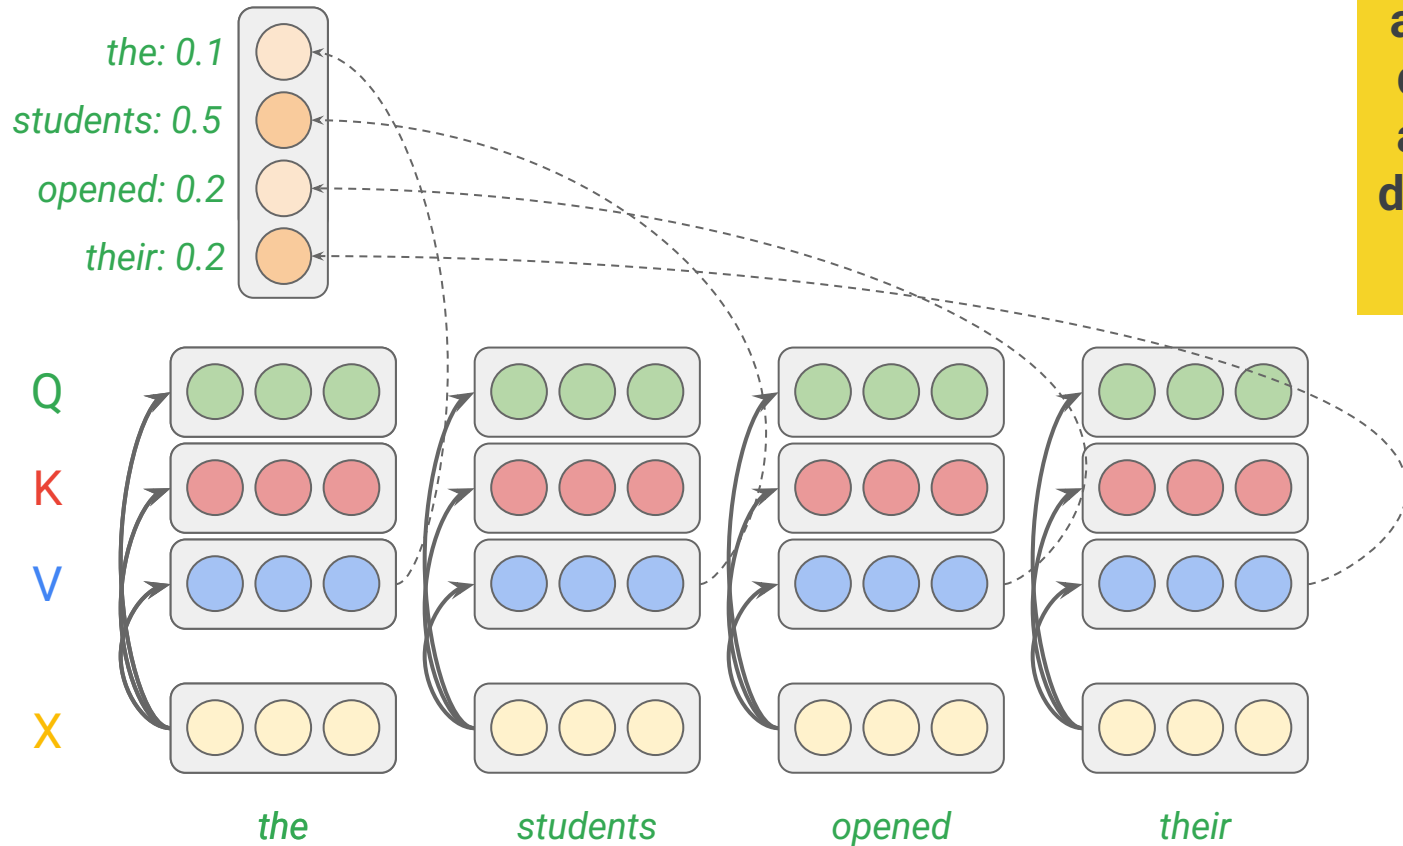 the: 0.1
students: 0.5
opened: 0.2
their: 0.2
Q
K
V
X
the
students
opened
their